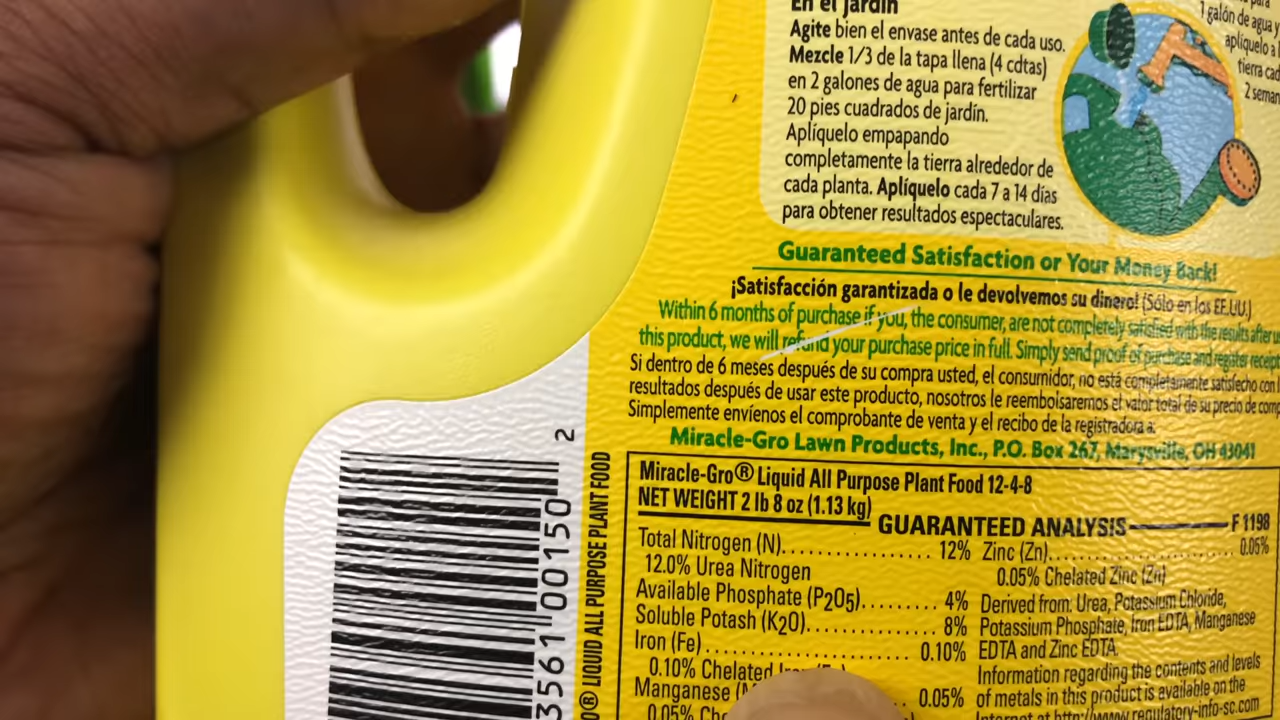 En el jardín
Agite bien el envase antes de cada uso.
Mezcle 1/3 de la tapa llena (4 cdtas)
en 2 galones de agua para fertilizar
20 pies cuadrados de jardín.
Aplíquelo empapando
completamente la tierra alrededor de
cada planta. Aplíquelo cada 7 a 14 días
para obtener resultados espectaculares.
para
1 galón de agua y
aplíquelo a
tierra
2
Guaranteed Satisfaction or Your Money Back!
¡Satisfacción garantizada o le devolvemos su dinero! (Sólo en los EE.UU.)
Within 6 months of purchase if you, the consumer, are not completely satisfied with the results after
this product, we will refund your purchase price in full. Simply send proof of purchase and register
Si dentro de 6 meses después de su compra usted, el consumidor, no está completamente satisfecho con
resultados después de usar este producto, nosotros le reembolsaremos el valor total de su precio de
Simplemente envíenos el comprobante de venta y el recibo de la registradora a:
Miracle-Gro Lawn Products, Inc., P.O. Box 267, Marysville, OH 43041
Miracle-Gro® Liquid All Purpose Plant Food 12-4-8
NET WEIGHT 2 lb 8 oz (1.13 kg)
GUARANTEED ANALYSIS F1198
Total Nitrogen (N) 12%
12.0% Urea Nitrogen
Available Phosphate (P2O5) 4%
Soluble Potash (K2O) 8%
Iron (Fe) 0.10%
0.10% Chelated
Manganese 0.05%
0.05%
Zinc (Zn) 0.05%
0.05% Chelated Zinc (Zn)
Derived from: Urea, Potassium Chloride,
Potassium Phosphate, Iron EDTA, Manganese
EDTA and Zinc EDTA.
Information regarding the contents and levels
of metals in this product is available on the
Internet at http://www.regulatory-info-sc.com
LIQUID ALL PURPOSE PLANT FOOD
3561 00150 2